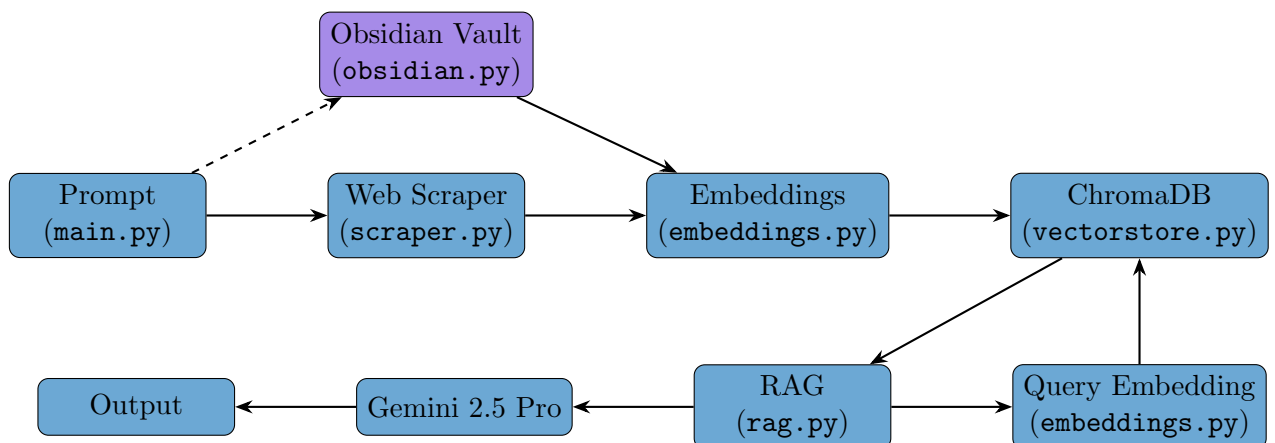 Obsidian Vault
(obsidian.py)
Prompt
(main.py)
Web Scraper
(scraper.py)
Embeddings
(embeddings.py)
ChromaDB
(vectorstore.py)
Output
Gemini 2.5 Pro
RAG
(rag.py)
Query Embedding
(embeddings.py)